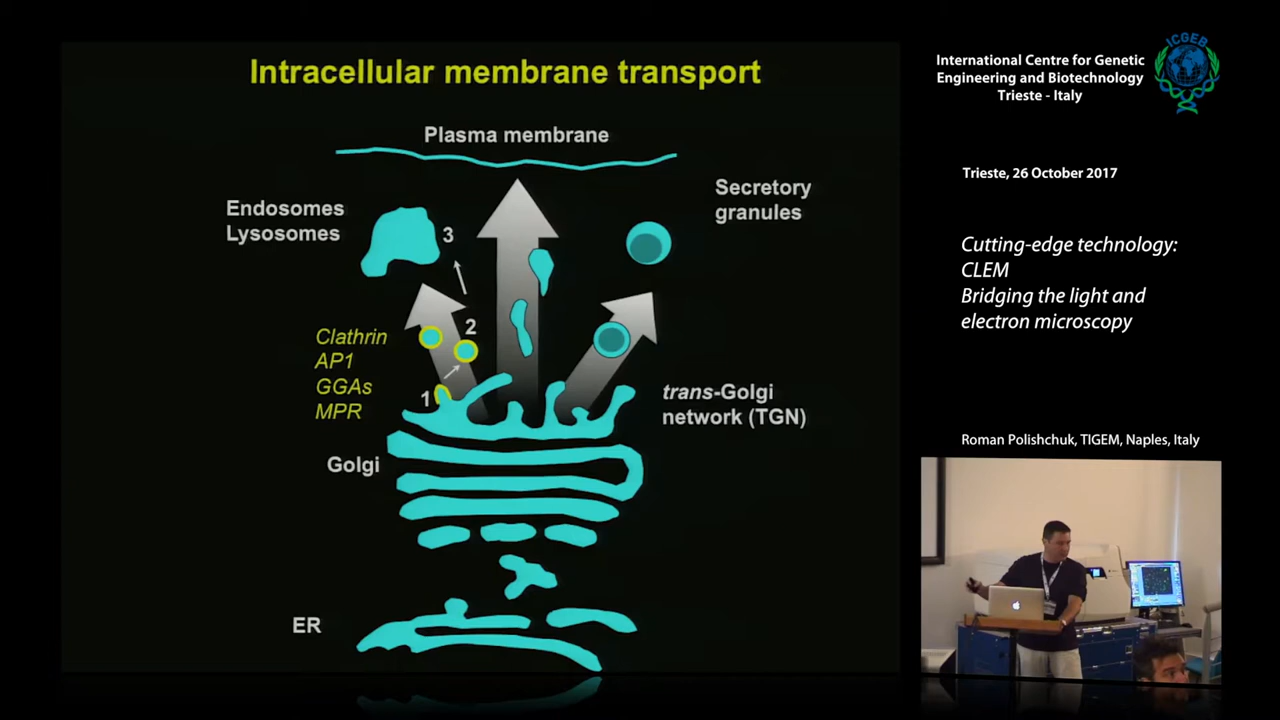 Intracellular membrane transport
Plasma membrane
Secretory
granules
Endosomes
Lysosomes
3
2
Clathrin
AP1
GGAs
MPR
1
trans-Golgi
network (TGN)
Golgi
ER
International Centre for Genetic
Engineering and Biotechnology
Trieste - Italy
ICGEB
Trieste, 26 October 2017
Cutting-edge technology:
CLEM
Bridging the light and
electron microscopy
Roman Polishchuk, TIGEM, Naples, Italy